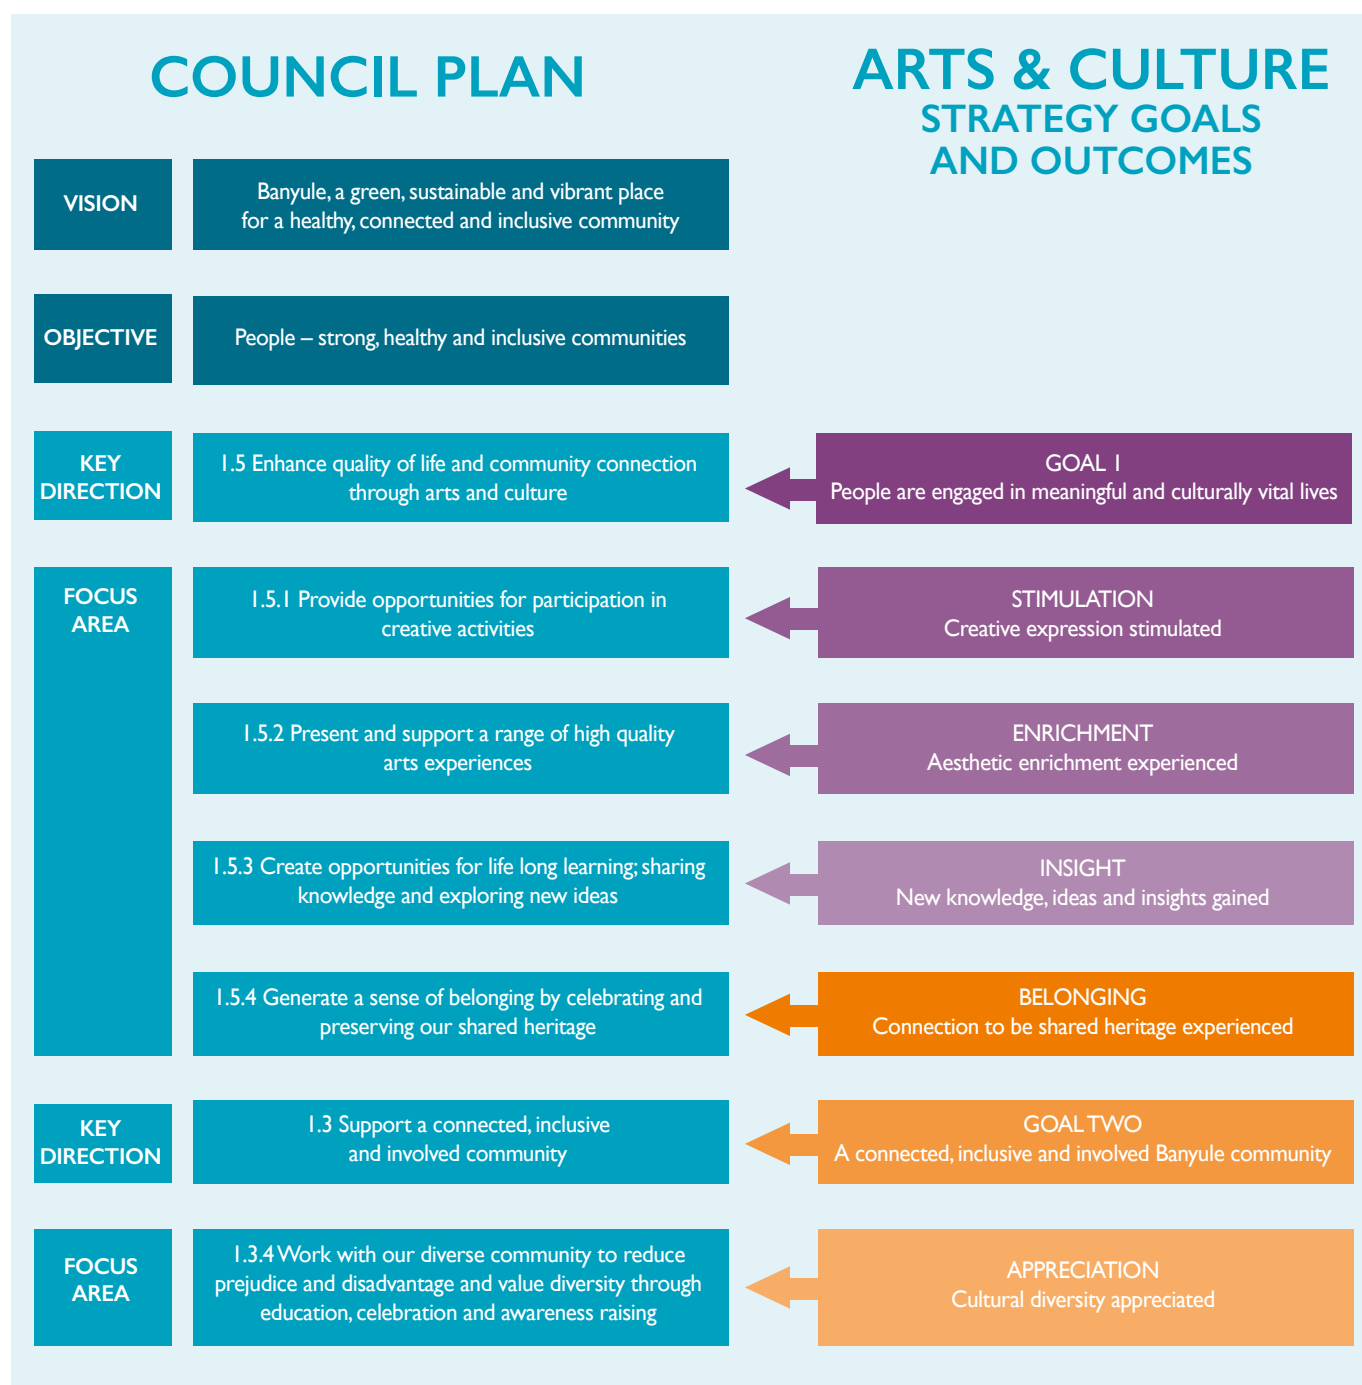 COUNCIL PLAN
ARTS & CULTURE
STRATEGY GOALS
AND OUTCOMES
VISION
Banyule, a green, sustainable and vibrant place
for a healthy, connected and inclusive community
OBJECTIVE
People – strong, healthy and inclusive communities
KEY
DIRECTION
1.5 Enhance quality of life and community connection
through arts and culture
GOAL 1
People are engaged in meaningful and culturally vital lives
FOCUS
AREA
1.5.1 Provide opportunities for participation in
creative activities
STIMULATION
Creative expression stimulated
1.5.2 Present and support a range of high quality
arts experiences
ENRICHMENT
Aesthetic enrichment experienced
1.5.3 Create opportunities for life long learning; sharing
knowledge and exploring new ideas
INSIGHT
New knowledge, ideas and insights gained
1.5.4 Generate a sense of belonging by celebrating and
preserving our shared heritage
BELONGING
Connection to be shared heritage experienced
KEY
DIRECTION
1.3 Support a connected, inclusive
and involved community
GOAL TWO
A connected, inclusive and involved Banyule community
FOCUS
AREA
1.3.4 Work with our diverse community to reduce
prejudice and disadvantage and value diversity through
education, celebration and awareness raising
APPRECIATION
Cultural diversity appreciated